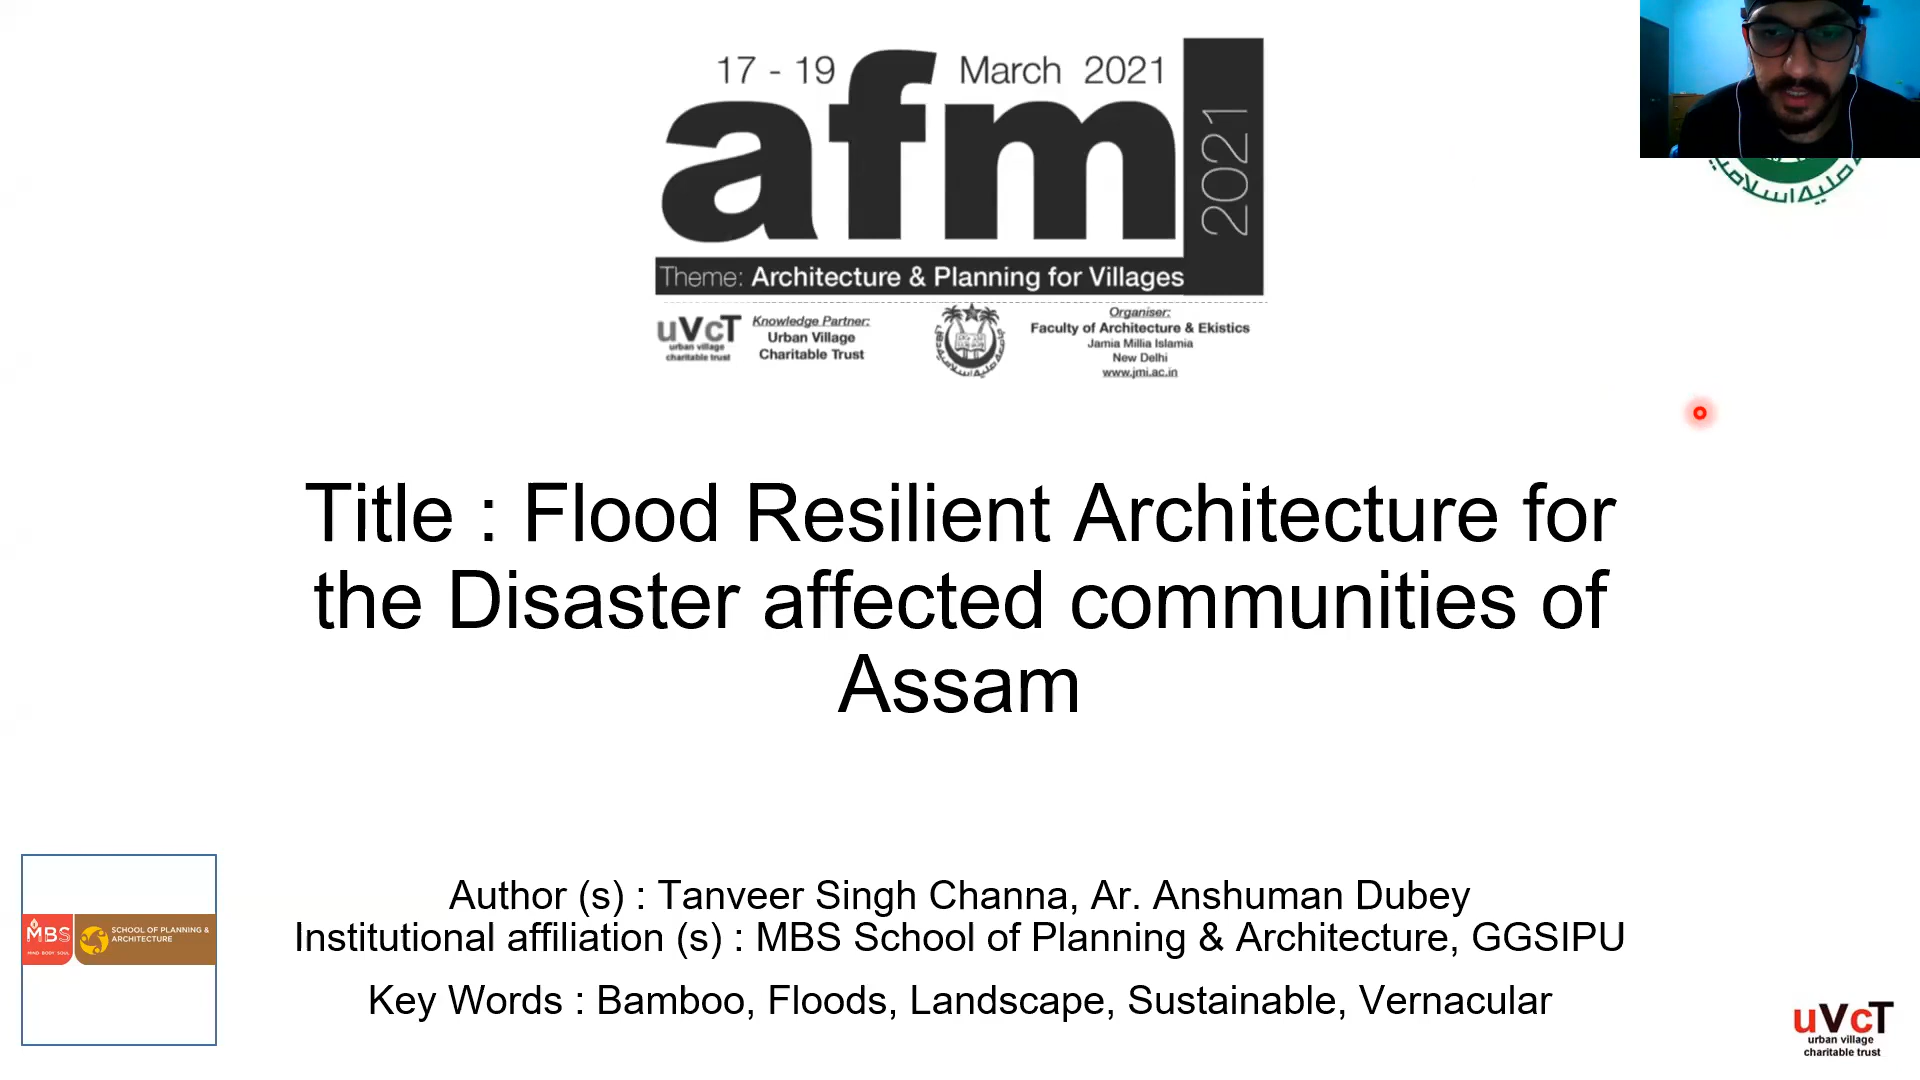 17 - 19 March 2021
afm
2021
Theme: Architecture & Planning for Villages
uVcT
urban village
charitable trust
Knowledge Partner:
Urban Village
Charitable Trust
Organiser:
Faculty of Architecture & Ekistics
Jamia Millia Islamia
New Delhi
www.jmi.ac.in
Title : Flood Resilient Architecture for
the Disaster affected communities of
Assam
Author (s) : Tanveer Singh Channa, Ar. Anshuman Dubey
Institutional affiliation (s) : MBS School of Planning & Architecture, GGSIPU
Key Words : Bamboo, Floods, Landscape, Sustainable, Vernacular
MBS
MIND BODY SOUL
SCHOOL OF PLANNING &
ARCHITECTURE
uVcT
urban village
charitable trust